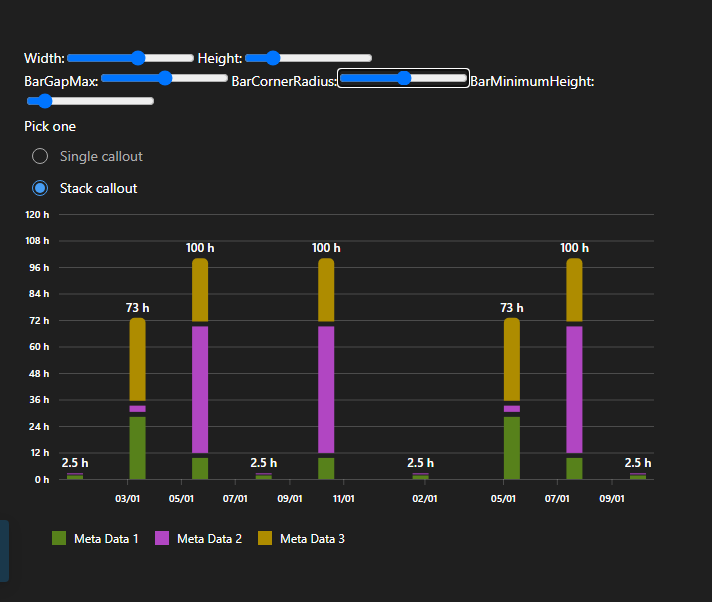 Width: Height:
BarGapMax: BarCornerRadius: BarMinimumHeight:
Pick one
Single callout
Stack callout
120 h
108 h
100 h 100 h 100 h
96 h
84 h
73 h 73 h
72 h
60 h
48 h
36 h
24 h
12 h
2.5 h 2.5 h 2.5 h 2.5 h
0 h
03/01 05/01 07/01 09/01 11/01 02/01 05/01 07/01 09/01
Meta Data 1 Meta Data 2 Meta Data 3